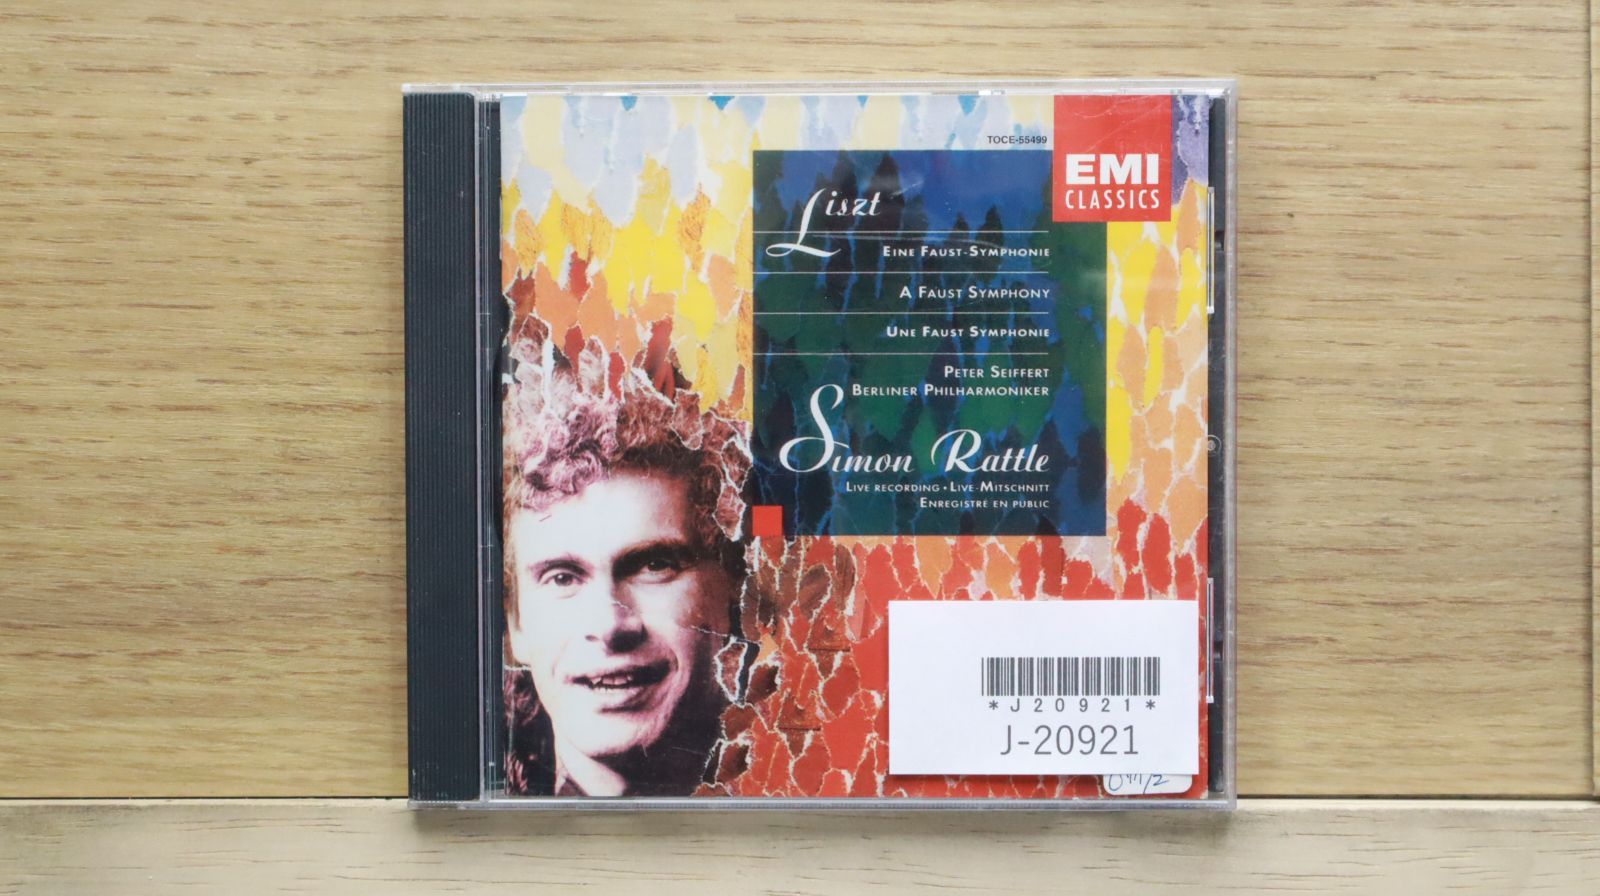 TOCE-55499
EMI
CLASSICS
Liszt
EINE FAUST-SYMPHONIE
A FAUST SYMPHONY
UNE FAUST SYMPHONIE
PETER SEIFFERT
BERLINER PHILHARMONIKER
Simon Rattle
LIVE RECORDING • LIVE-MITSCHNITT
ENREGISTRÉ EN PUBLIC
*J20921*
J-20921